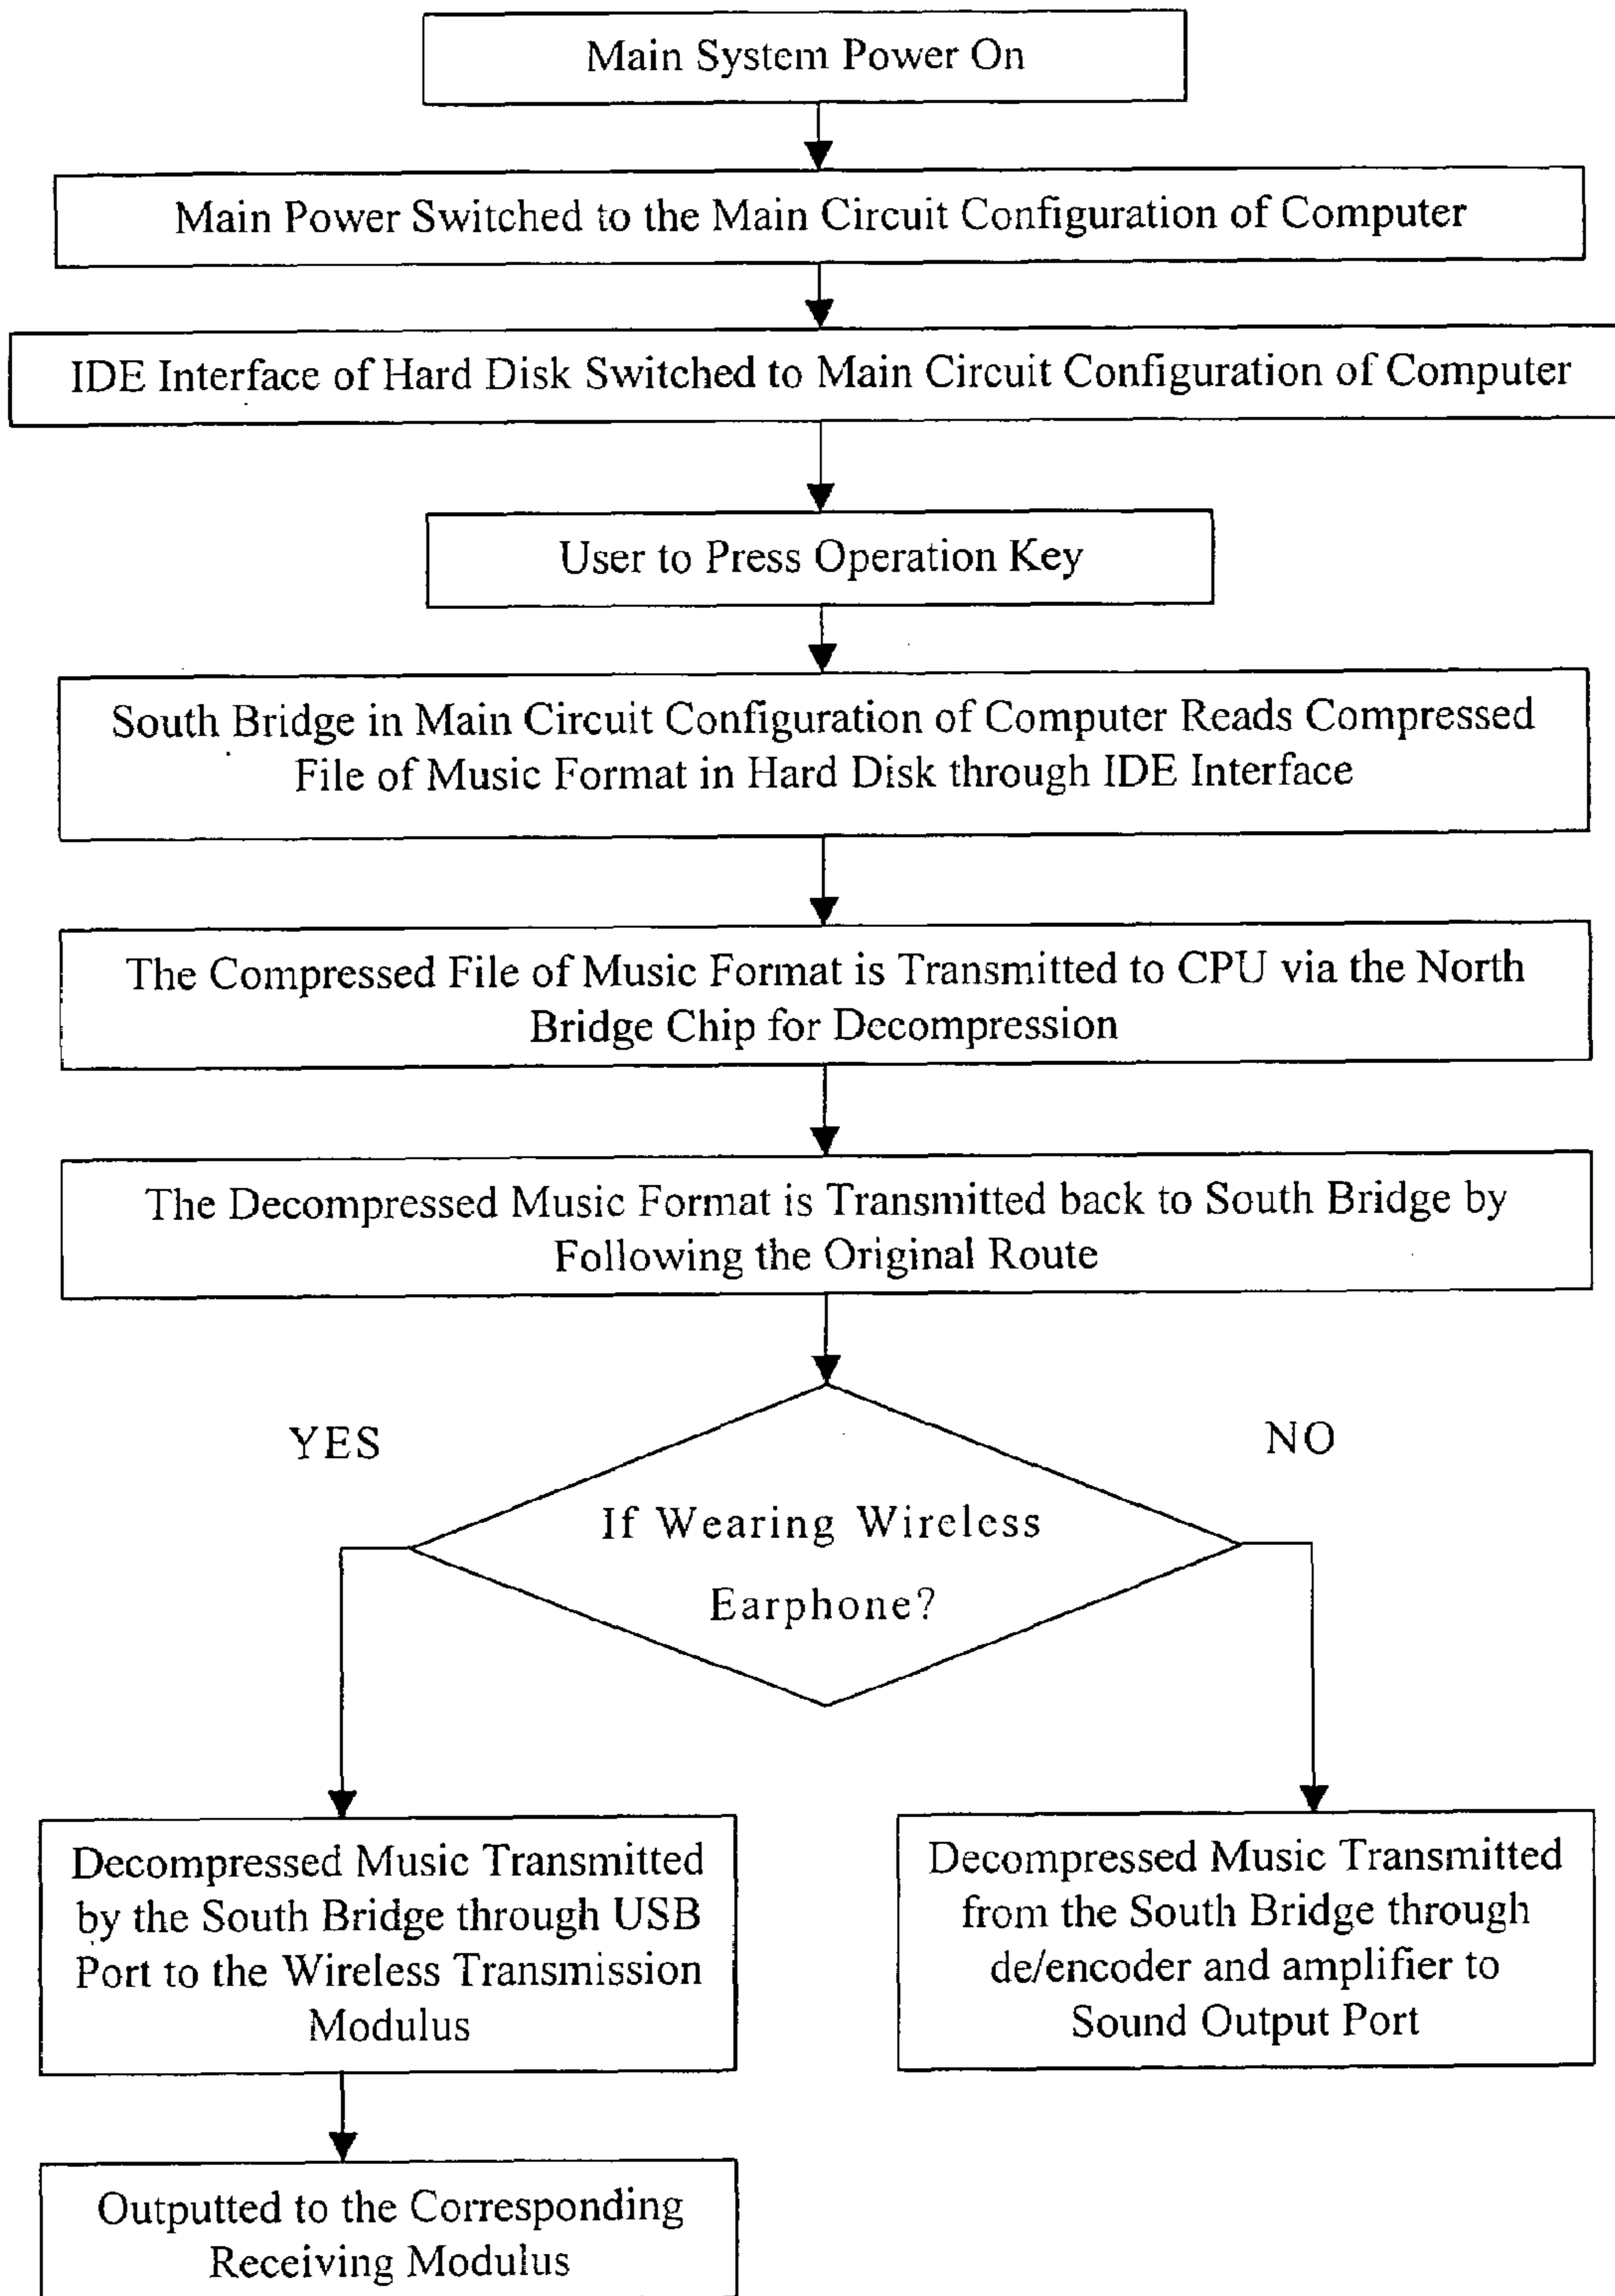 Main System Power On
Main Power Switched to the Main Circuit Configuration of Computer
IDE Interface of Hard Disk Switched to Main Circuit Configuration of Computer
User to Press Operation Key
South Bridge in Main Circuit Configuration of Computer Reads Compressed
File of Music Format in Hard Disk through IDE Interface
The Compressed File of Music Format is Transmitted to CPU via the North
Bridge Chip for Decompression
The Decompressed Music Format is Transmitted back to South Bridge by
Following the Original Route
YES
NO
If Wearing Wireless
Earphone?
Decompressed Music Transmitted
by the South Bridge through USB
Port to the Wireless Transmission
Modulus
Decompressed Music Transmitted
from the South Bridge through
de/encoder and amplifier to
Sound Output Port
Outputted to the Corresponding
Receiving Modulus